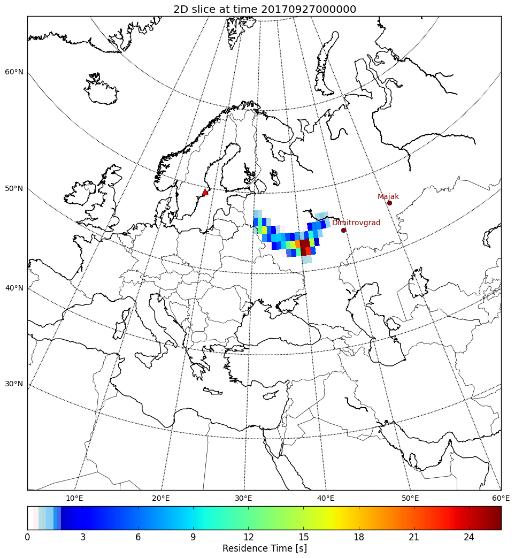 2D slice at time 20170927000000
60°N
50°N
Majak
Dimitrovgrad
40°N
30°N
10°E 20°E 30°E 40°E 50°E 60°E
0 3 6 9 12 15 18 21 24
Residence Time [s]